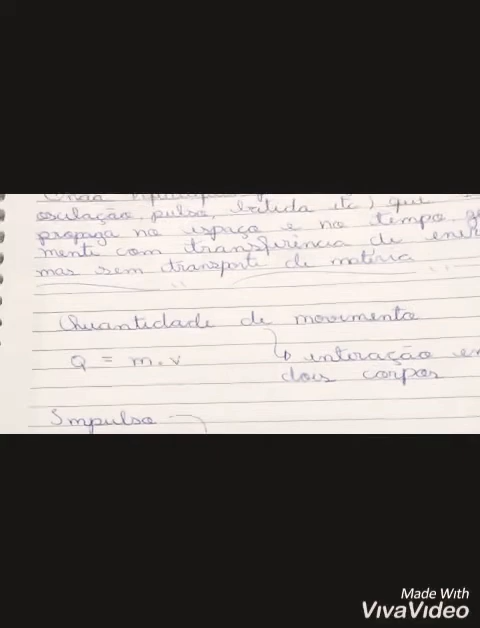 osculação, pulso, batida etc) que
propaga no espaço e no tempo,
mente com transferência de
mas sem transporte de matéria
Quantidade de movimento
Q = m.v
↳ interação
dois corpos
Impulso
Made With
VivaVideo